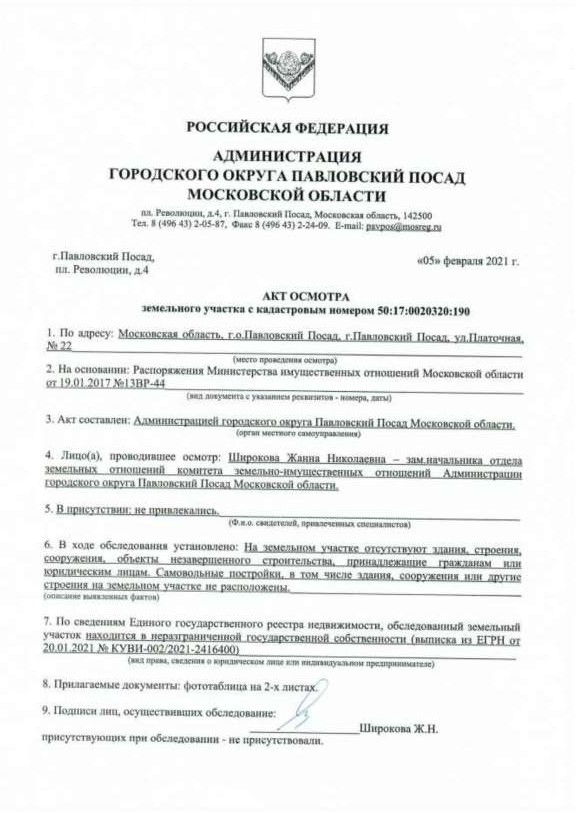 РОССИЙСКАЯ ФЕДЕРАЦИЯ
АДМИНИСТРАЦИЯ
ГОРОДСКОГО ОКРУГА ПАВЛОВСКИЙ ПОСАД
МОСКОВСКОЙ ОБЛАСТИ
пл. Революции, д.4, г. Павловский Посад, Московская область, 142500
Тел. 8 (496 43) 2-05-87, Факс 8 (496 43) 2-24-09. E-mail: pavpos@mosreg.ru
г.Павловский Посад,
пл. Революции, д.4
«05» февраля 2021 г.
АКТ ОСМОТРА
земельного участка с кадастровым номером 50:17:0020320:190
1. По адресу: Московская область, г.о.Павловский Посад, г.Павловский Посад, ул.Платочная,
№ 22
(место проведения осмотра)
2. На основании: Распоряжения Министерства имущественных отношений Московской области
от 19.01.2017 №13ВР-44
(вид документа с указанием реквизитов - номера, даты)
3. Акт составлен: Администрацией городского округа Павловский Посад Московской области.
(орган местного самоуправления)
4. Лицо(а), проводившее осмотр: Широкова Жанна Николаевна – зам.начальника отдела
земельных отношений комитета земельно-имущественных отношений Администрации
городского округа Павловский Посад Московской области.
5. В присутствии: не привлекались.
(Ф.и.о. свидетелей, привлеченных специалистов)
6. В ходе обследования установлено: На земельном участке отсутствуют здания, строения,
сооружения, объекты незавершенного строительства, принадлежащие гражданам или
юридическим лицам. Самовольные постройки, в том числе здания, сооружения или другие
строения на земельном участке не расположены.
(описание выявленных фактов)
7. По сведениям Единого государственного реестра недвижимости, обследованный земельный
участок находится в неразграниченной государственной собственности (выписка из ЕГРН от
20.01.2021 № КУВИ-002/2021-2416400)
(вид права, сведения о юридическом лице или индивидуальном предпринимателе)
8. Прилагаемые документы: фототаблица на 2-х листах.
9. Подписи лиц, осуществивших обследование:
Широкова Ж.Н.
присутствующих при обследовании - не присутствовали.